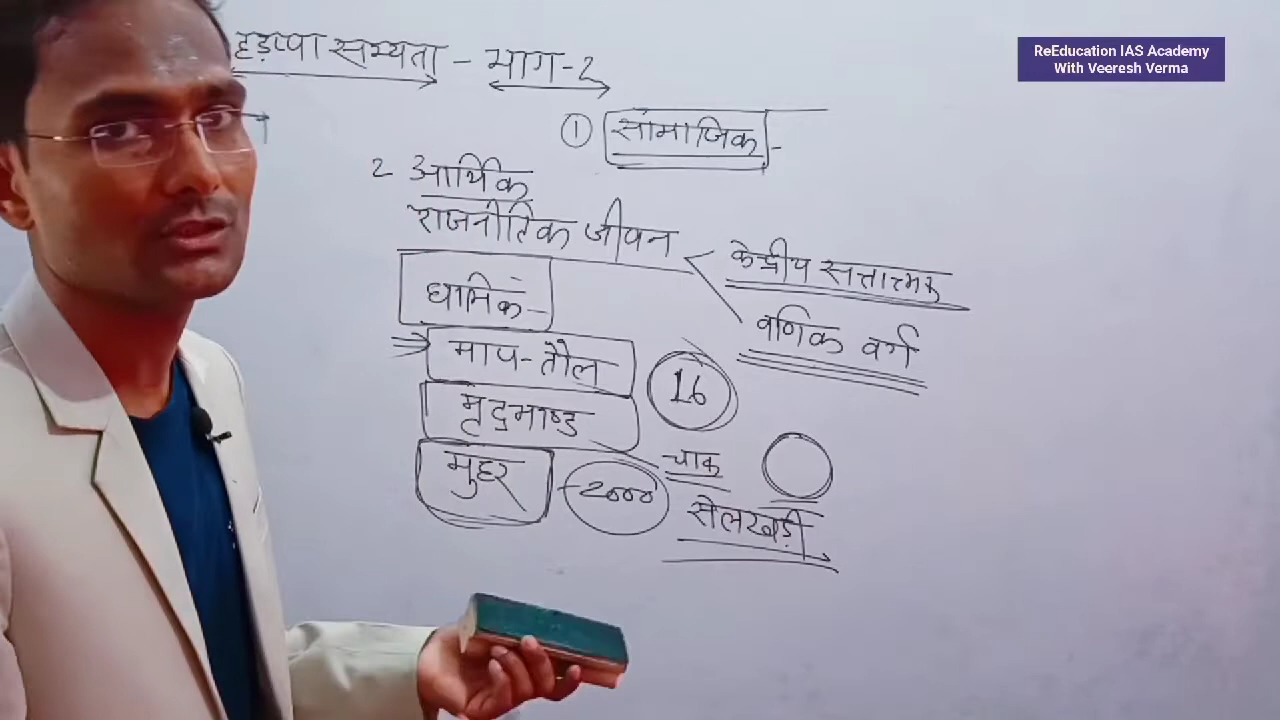 हड़प्पा सभ्यता - भाग-2
ReEducation IAS Academy
With Veeresh Verma
① सामाजिक -
2 आर्थिक
राजनीतिक जीवन
केन्द्रीय सत्तात्मक
वणिक वर्ग
धार्मिक -
⇒ माप-तौल
16
मृदभाण्ड
चाक
मुहर - 2000
सेलखड़ी